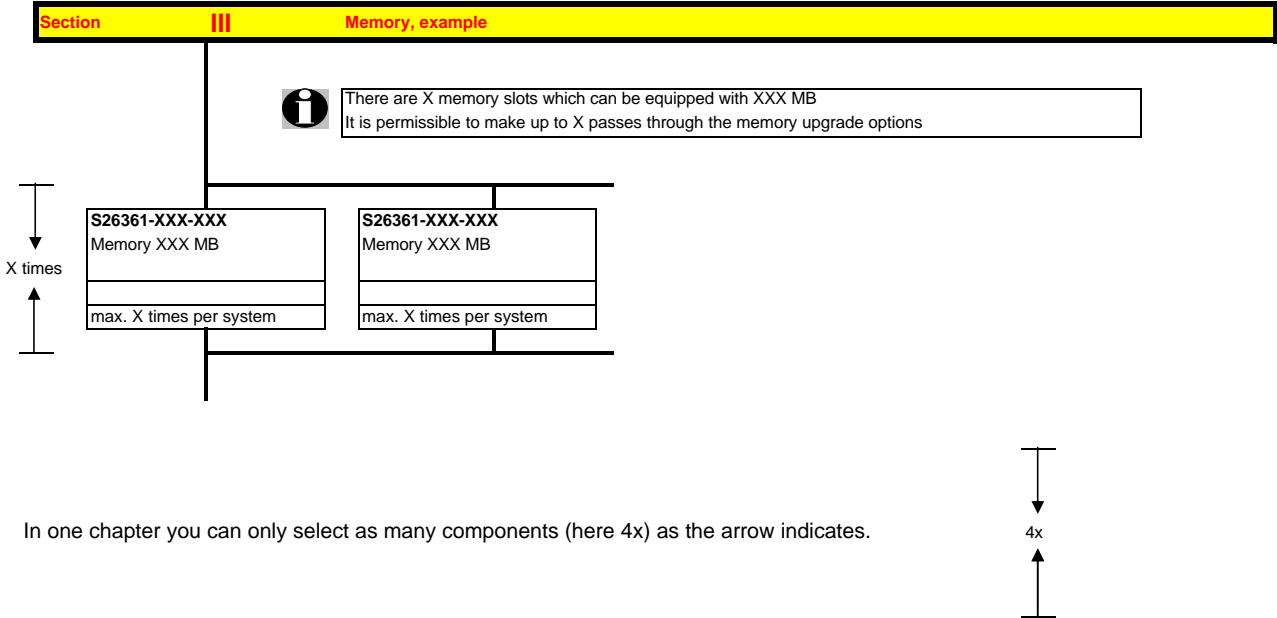 Section III Memory, example
There are X memory slots which can be equipped with XXX MB
It is permissible to make up to X passes through the memory upgrade options
S26361-XXX-XXX S26361-XXX-XXX
Memory XXX MB Memory XXX MB
X times
max. X times per system max. X times per system
In one chapter you can only select as many components (here 4x) as the arrow indicates. 4x